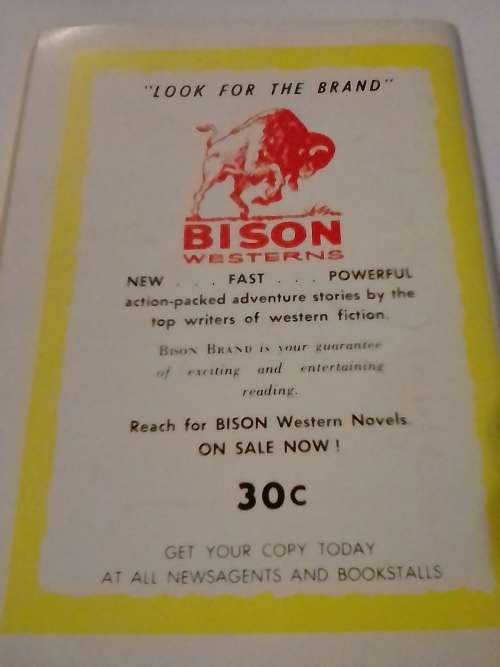 "LOOK FOR THE BRAND"
BISON
WESTERNS
NEW . . . FAST . . . POWERFUL
action-packed adventure stories by the
top writers of western fiction.
BISON BRAND is your guarantee
of exciting and entertaining
reading.
Reach for BISON Western Novels.
ON SALE NOW !
30c
GET YOUR COPY TODAY
AT ALL NEWSAGENTS AND BOOKSTALLS